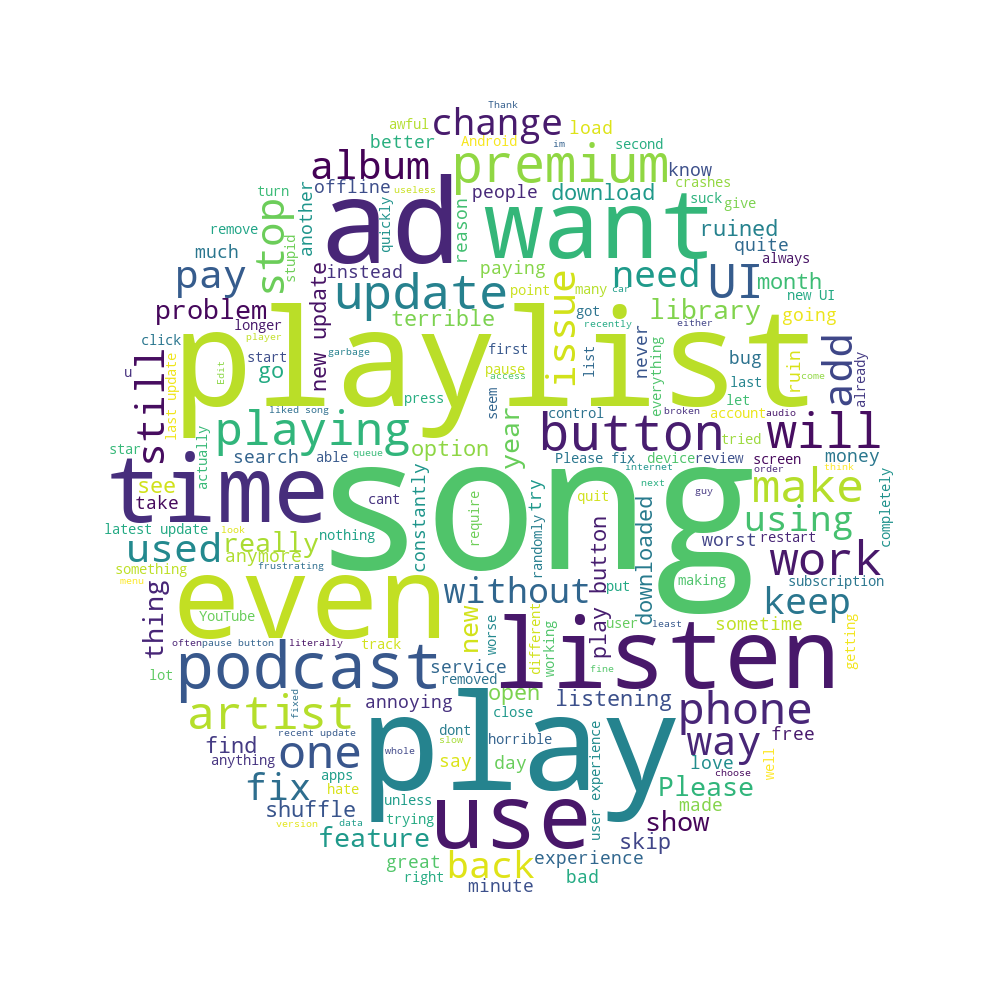 Thank
awful
change
load
better
Android
im
second
album
premium
know
people
offline
useless
download
crashes
suck
give
turn
another
quickly
ad
want
reason
ruined
quite
remove
stop
stupid
much
pay
instead
paying
need
UI
always
month
new UI
problem
new update
update
point
many
car
issue
library
going
longer
terrible
got
recently
either
player
click
start
garbage
playlist
first
list
never
bug
ruin
add
already
last update
go
Edit
pause
access
seem
everything
last
let
come
u
still
liked song
press
control
broken
account
audio
will
star
actually
playing
option
year
button
tried
search
able
queue
Please fix
device
review
screen
money
internet
order
think
see
time
cant
constantly
song
next
guy
make
take
require
randomly
try
quit
downloaded
completely
latest update
look
nothing
using
used
really
play button
worst
restart
something
anymore
frustrating
work
menu
even
without
put
making
subscription
thing
keep
YouTube
new
worse
different
working
user
least
sometime
getting
often
pause button
literally
track
listen
lot
podcast
service
removed
fine
open
listening
artist
annoying
close
phone
fixed
recent update
dont
slow
horrible
user experience
way
free
find
anything
one
whole
say
day
love
choose
well
apps
play
fix
hate
unless
Please
shuffle
trying
use
made
version
data
feature
show
skip
great
back
experience
right
minute
bad